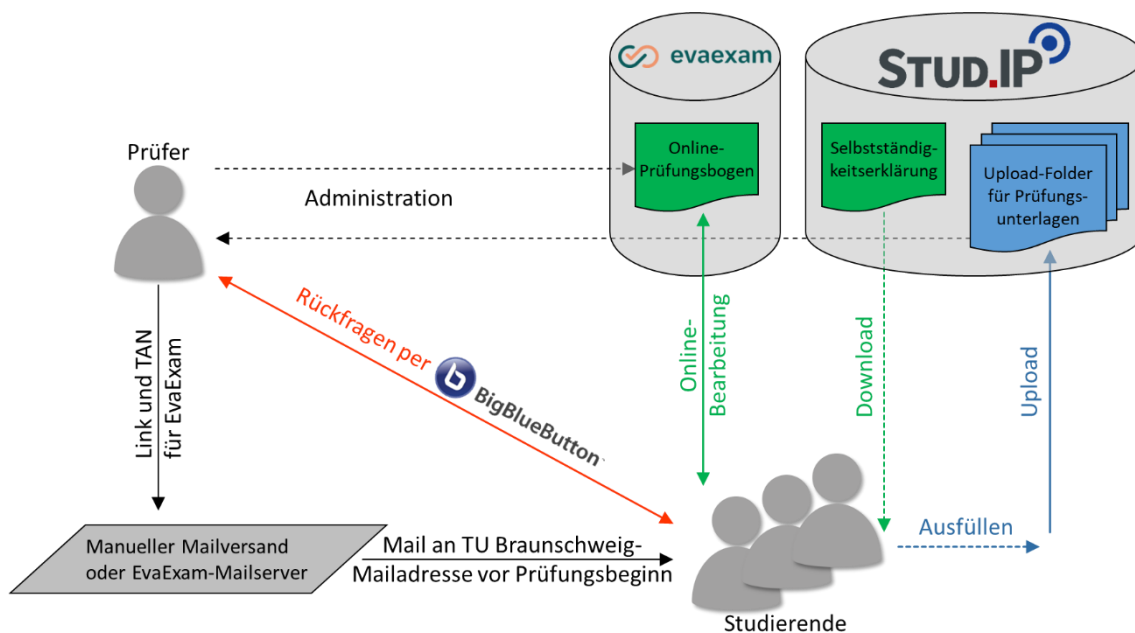 evaexam
STUD.IP
Prüfer
Online-
Prüfungsbogen
Selbstständig-
keitserklärung
Upload-Folder
für Prüfungs-
unterlagen
Administration
Rückfragen per
b
BigBlueButton
Link und TAN
für EvaExam
Online-
Bearbeitung
Download
Upload
Manueller Mailversand
oder EvaExam-Mailserver
Mail an TU Braunschweig-
Mailadresse vor Prüfungsbeginn
Ausfüllen
Studierende